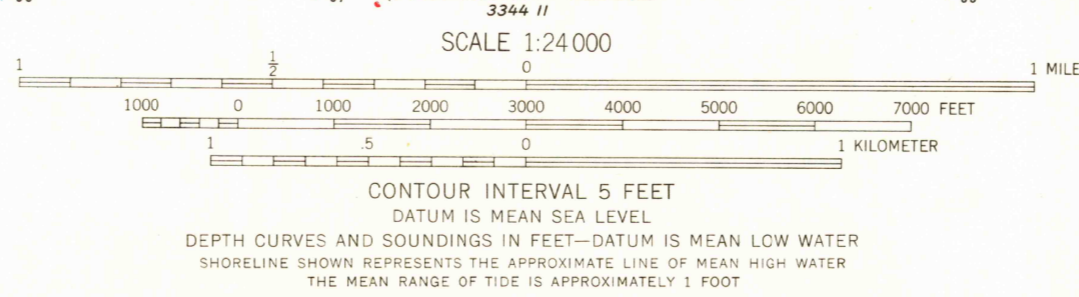 3344 II
SCALE 1:24 000
1 1/2 0 1 MILE
1000 0 1000 2000 3000 4000 5000 6000 7000 FEET
1 .5 0 1 KILOMETER
CONTOUR INTERVAL 5 FEET
DATUM IS MEAN SEA LEVEL
DEPTH CURVES AND SOUNDINGS IN FEET—DATUM IS MEAN LOW WATER
SHORELINE SHOWN REPRESENTS THE APPROXIMATE LINE OF MEAN HIGH WATER
THE MEAN RANGE OF TIDE IS APPROXIMATELY 1 FOOT